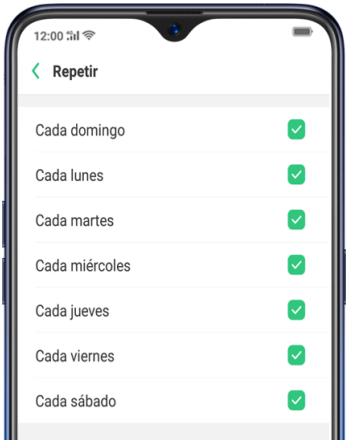 12:00
Repetir
Cada domingo
Cada lunes
Cada martes
Cada miércoles
Cada jueves
Cada viernes
Cada sábado